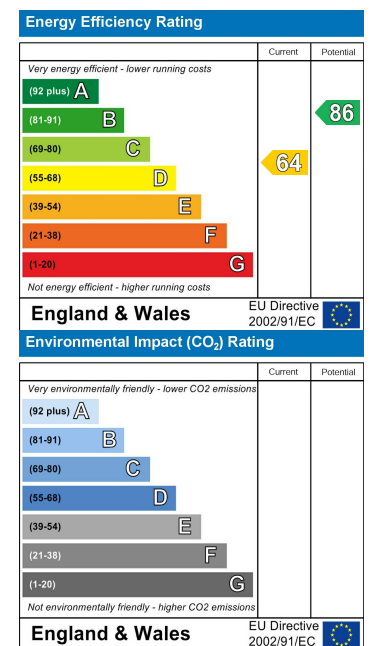 Energy Efficiency Rating
Current Potential
Very energy efficient - lower running costs
(92 plus) A
(81-91) B
86
(69-80) C
64
(55-68) D
(39-54) E
(21-38) F
(1-20) G
Not energy efficient - higher running costs
England & Wales
EU Directive
2002/91/EC
Environmental Impact (CO₂) Rating
Current Potential
Very environmentally friendly - lower CO2 emissions
(92 plus) A
(81-91) B
(69-80) C
(55-68) D
(39-54) E
(21-38) F
(1-20) G
Not environmentally friendly - higher CO2 emissions
England & Wales
EU Directive
2002/91/EC